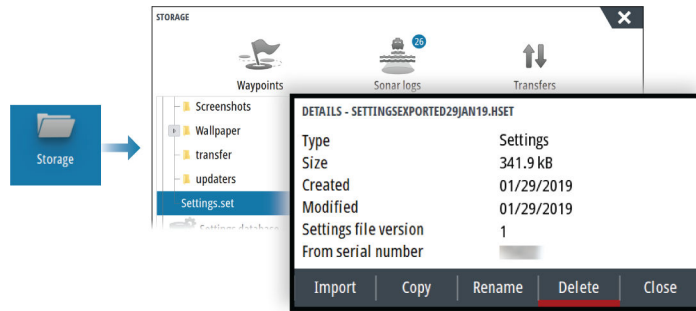 STORAGE
26
Waypoints Sonar logs Transfers
Screenshots
Wallpaper
transfer
updaters
Settings.set
Settings database
Storage
DETAILS - SETTINGSEXPORTED29JAN19.HSET
Type Settings
Size 341.9 kB
Created 01/29/2019
Modified 01/29/2019
Settings file version 1
From serial number
Import Copy Rename Delete Close